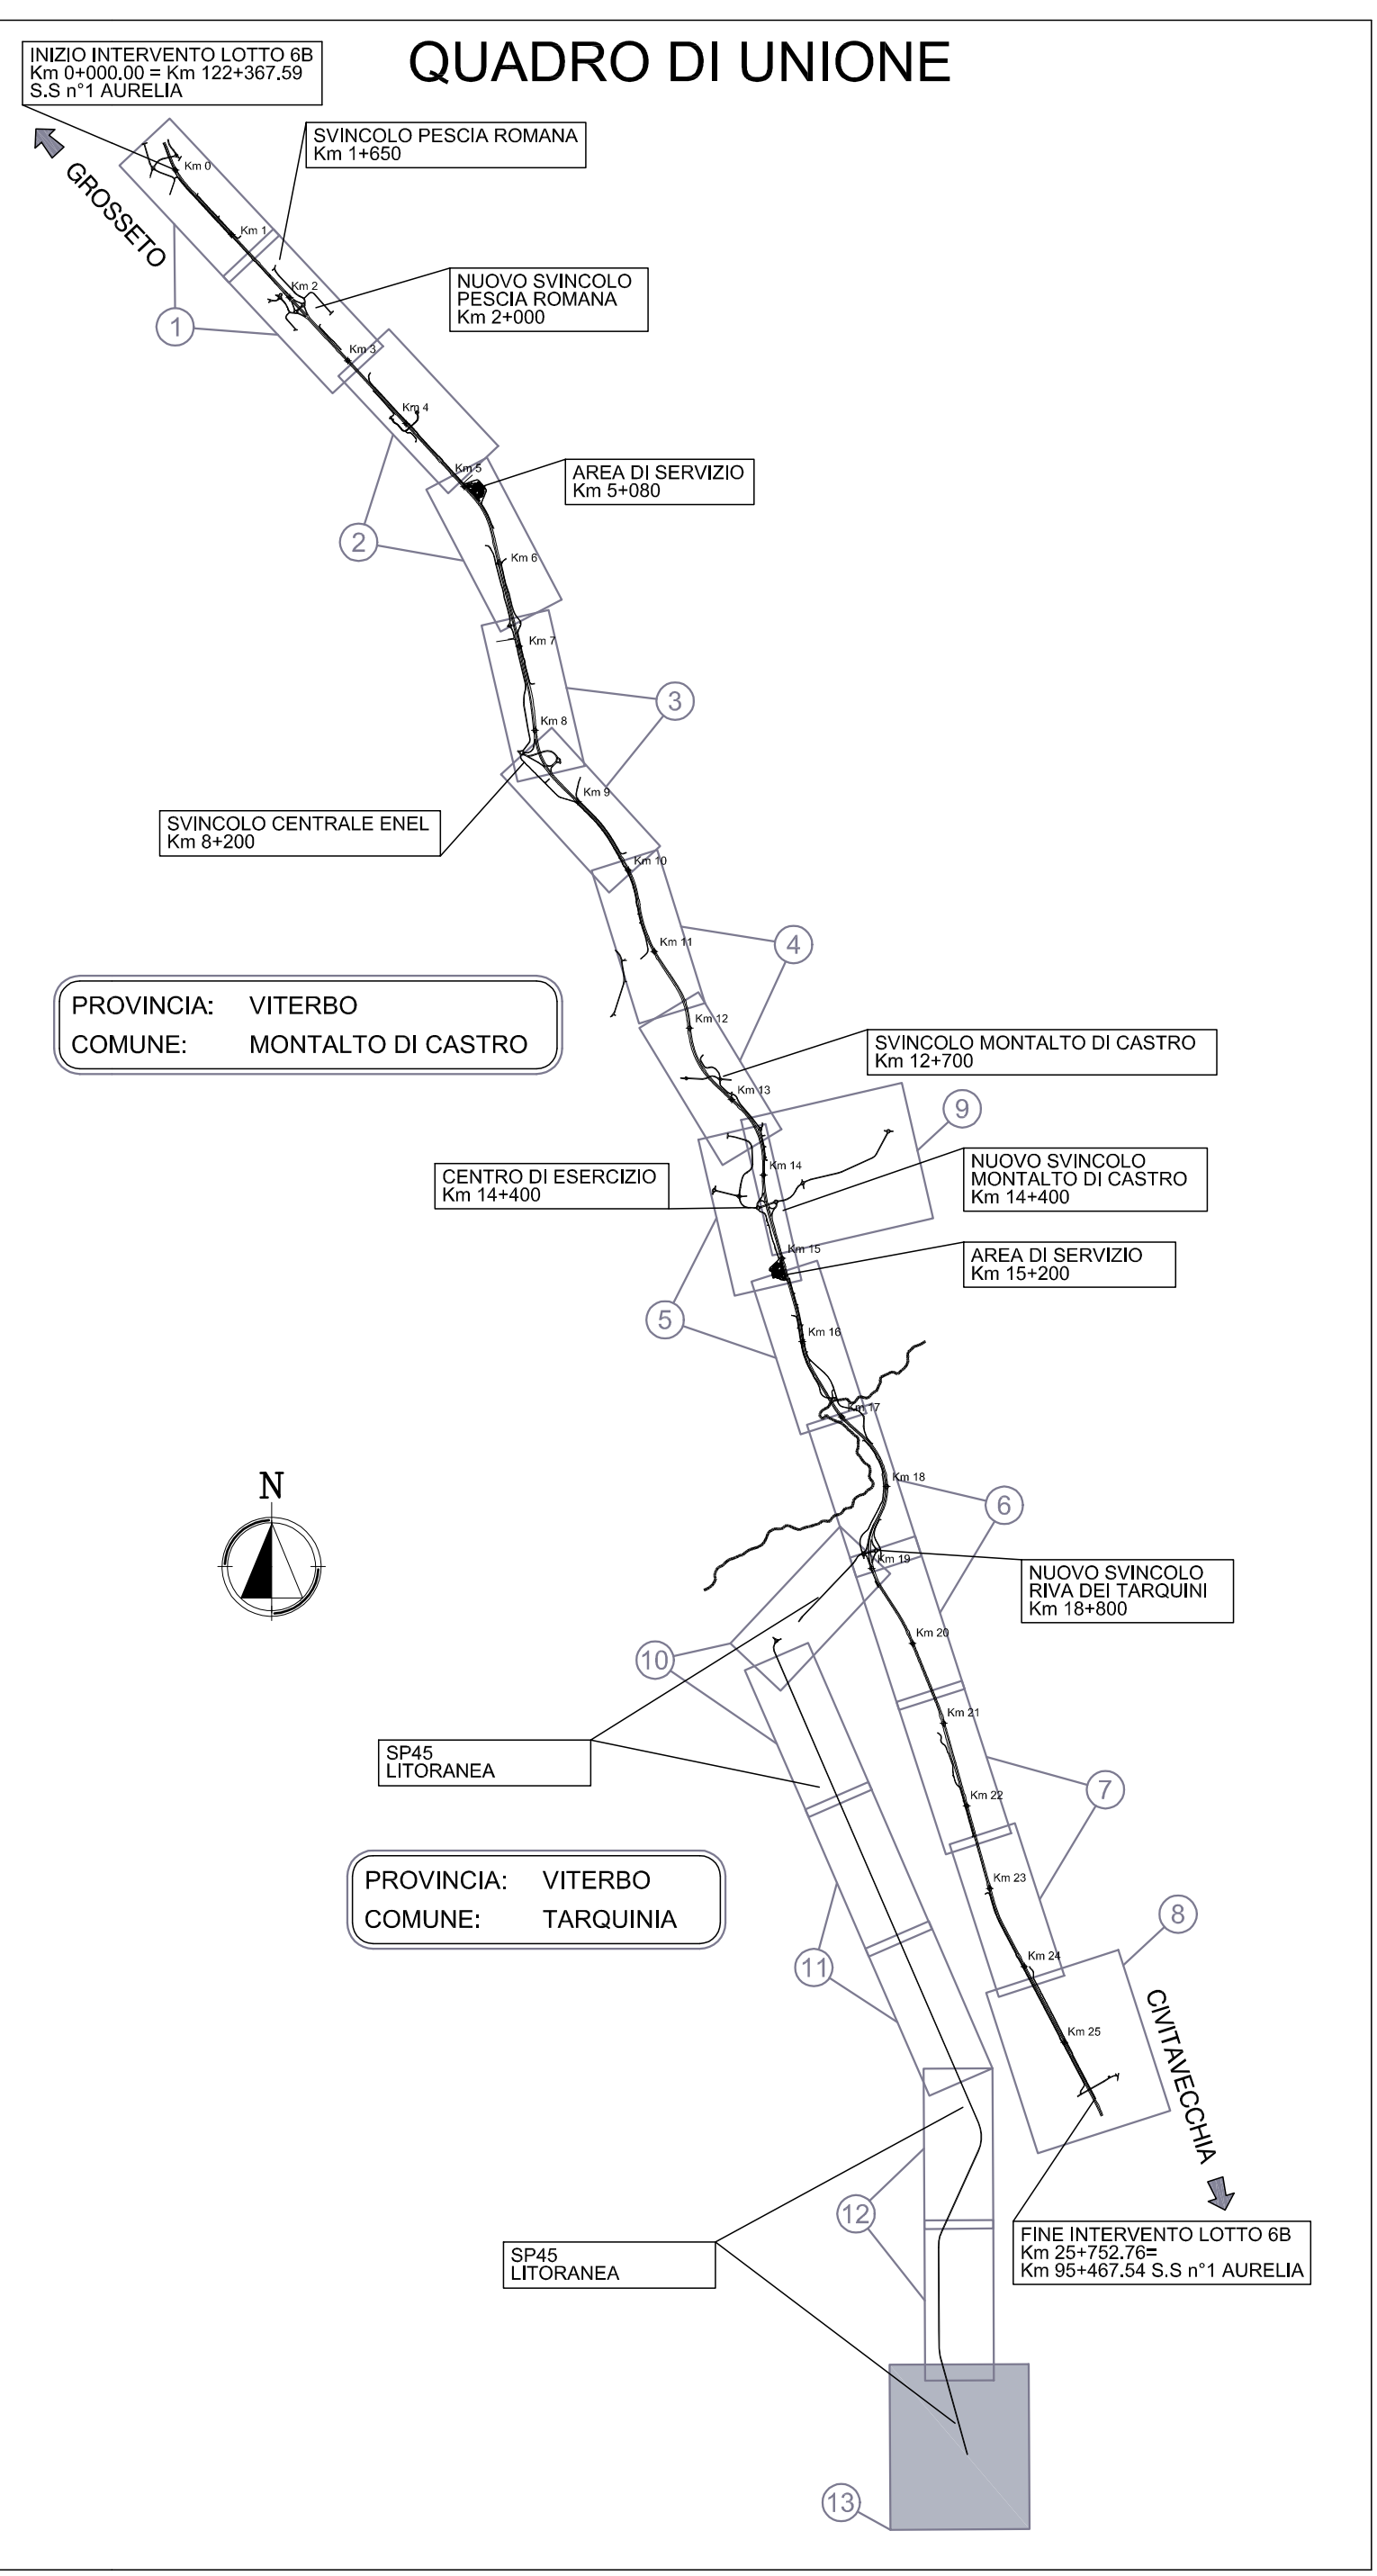 QUADRO DI UNIONE
INIZIO INTERVENTO LOTTO 6B
Km 0+000.00 = Km 122+367.59
S.S n°1 AURELIA
GROSSETO
SVINCOLO PESCIA ROMANA
Km 1+650
Km 0
Km 1
NUOVO SVINCOLO
PESCIA ROMANA
Km 2+000
Km 2
1
Km 3
Km 4
AREA DI SERVIZIO
Km 5+080
Km 5
2
Km 6
Km 7
3
Km 8
Km 9
SVINCOLO CENTRALE ENEL
Km 8+200
Km 10
4
Km 11
PROVINCIA: VITERBO
COMUNE: MONTALTO DI CASTRO
Km 12
SVINCOLO MONTALTO DI CASTRO
Km 12+700
Km 13
9
CENTRO DI ESERCIZIO
Km 14+400
Km 14
NUOVO SVINCOLO
MONTALTO DI CASTRO
Km 14+400
Km 15
AREA DI SERVIZIO
Km 15+200
5
Km 16
Km 17
N
Km 18
6
Km 19
NUOVO SVINCOLO
RIVA DEI TARQUINI
Km 18+800
Km 20
10
Km 21
SP45
LITORANEA
7
Km 22
PROVINCIA: VITERBO
COMUNE: TARQUINIA
Km 23
8
Km 24
11
CIVITAVECCHIA
Km 25
12
FINE INTERVENTO LOTTO 6B
Km 25+752.76=
Km 95+467.54 S.S n°1 AURELIA
SP45
LITORANEA
13